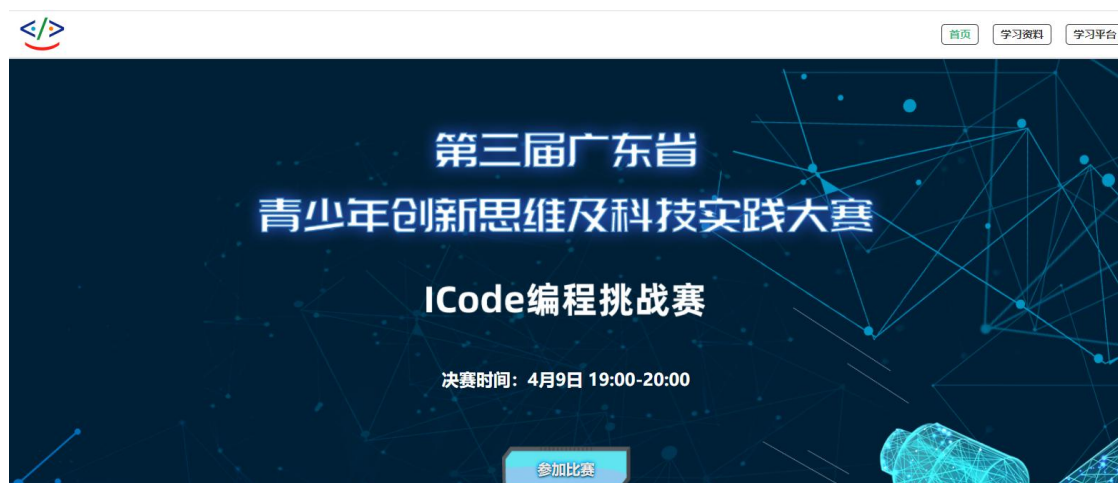 首页 学习资料 学习平台
第三届广东省
青少年创新思维及科技实践大赛
ICode编程挑战赛
决赛时间：4月9日 19:00-20:00
参加比赛